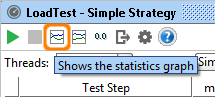 LoadTest - Simple Strategy
0.0
Threads:
Shows the statistics graph
Test Step